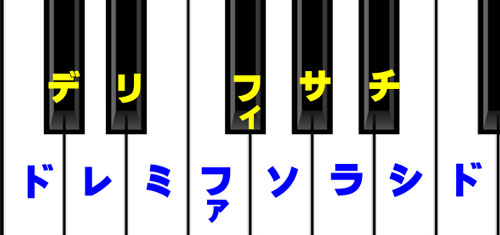 デ リ フィ サ チ
ド レ ミ ファ ソ ラ シ ド